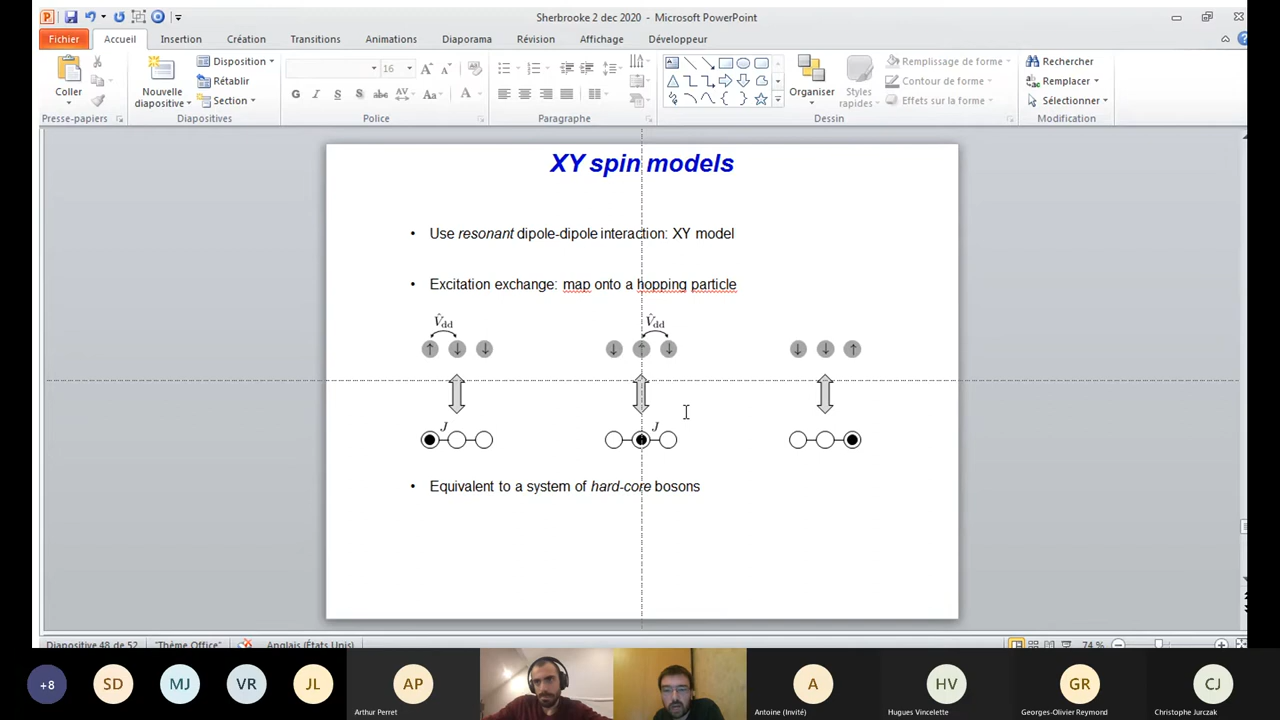 Sherbrooke 2 dec 2020 - Microsoft PowerPoint
Fichier Accueil Insertion Création Transitions Animations Diaporama Révision Affichage Développeur
Coller
Nouvelle diapositive
Disposition
Rétablir
Section
16
Organiser
Styles rapides
Remplissage de forme
Contour de forme
Effets sur la forme
Rechercher
Remplacer
Sélectionner
Presse-papiers Diapositives Police Paragraphe Dessin Modification
XY spin models
• Use resonant dipole-dipole interaction: XY model
• Excitation exchange: map onto a hopping particle
V̂dd V̂dd
↑ ↓ ↓ ↓ ↑ ↓ ↓ ↓ ↑
J J
• Equivalent to a system of hard-core bosons
Diapositive 48 de 52 "Thème Office" Anglais (États Unis) 74 %
+8 SD MJ VR JL AP A HV GR CJ
Arthur Perret Antoine (Invité) Hugues Vincelette Georges-Olivier Reymond Christophe Jurczak